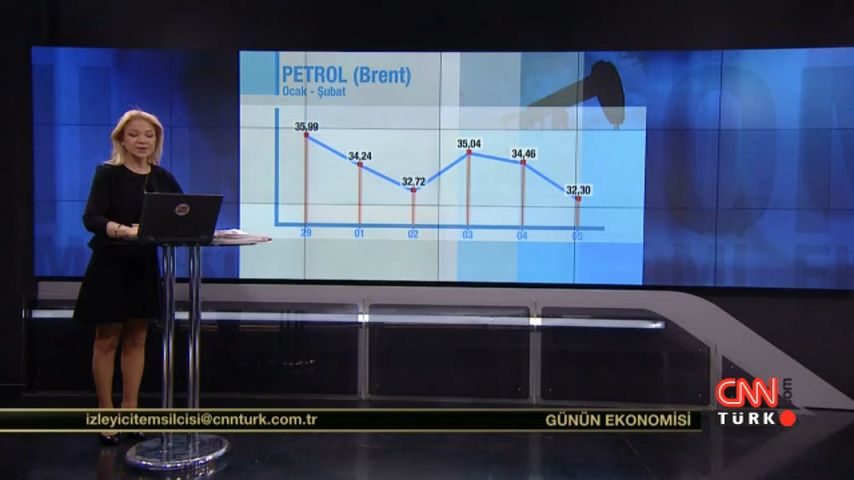 PETROL (Brent)
Ocak - Şubat
35,99
34,24
32,72
35,04
34,46
32,30
29
01
02
03
04
05
izleyicitemsilcisi@cnnturk.com.tr
GÜNÜN EKONOMİSİ
CNN
TÜRK
.com